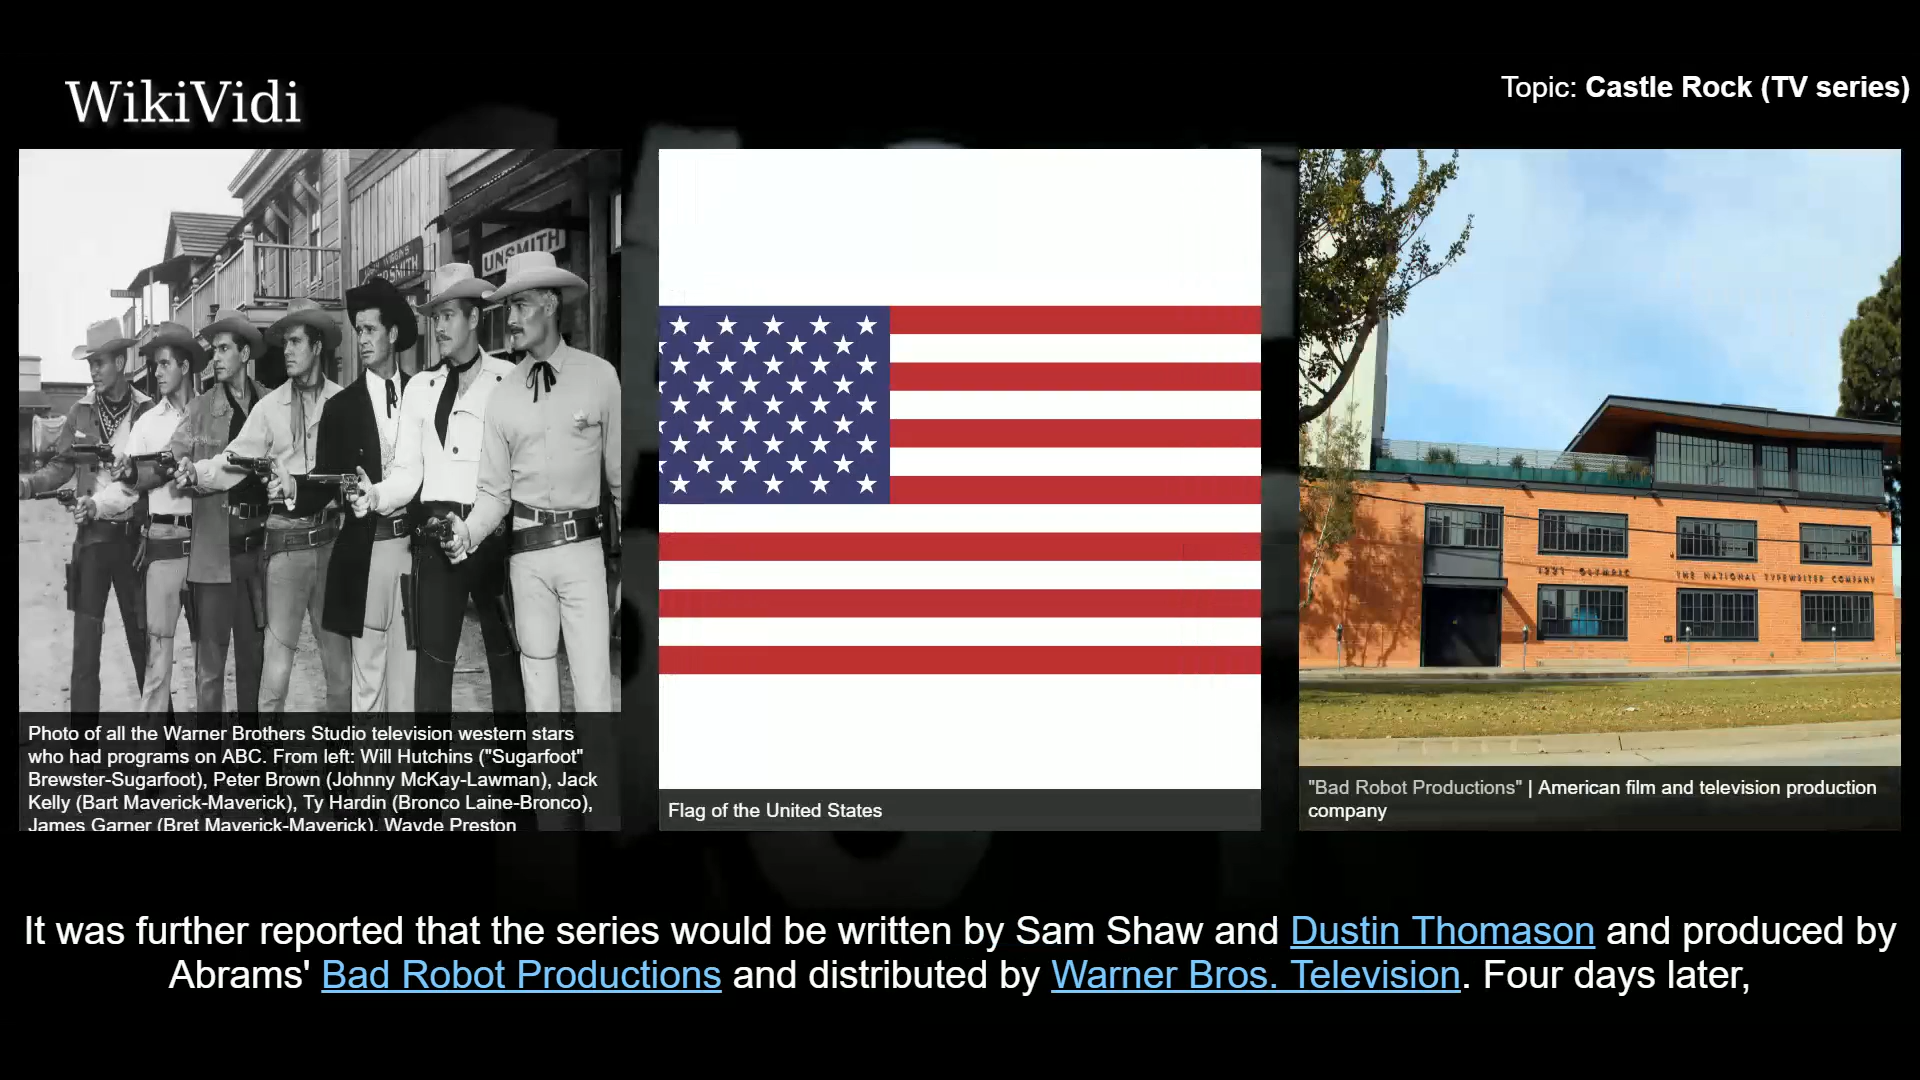 WikiVidi
Topic: Castle Rock (TV series)
UNSMITH
Photo of all the Warner Brothers Studio television western stars
who had programs on ABC. From left: Will Hutchins ("Sugarfoot"
Brewster-Sugarfoot), Peter Brown (Johnny McKay-Lawman), Jack
Kelly (Bart Maverick-Maverick), Ty Hardin (Bronco Laine-Bronco),
James Garner (Bret Maverick-Maverick), Wayde Preston
Flag of the United States
1221 OLYMPIC
THE NATIONAL TYPEWRITER COMPANY
"Bad Robot Productions" | American film and television production
company
It was further reported that the series would be written by Sam Shaw and Dustin Thomason and produced by
Abrams' Bad Robot Productions and distributed by Warner Bros. Television. Four days later,